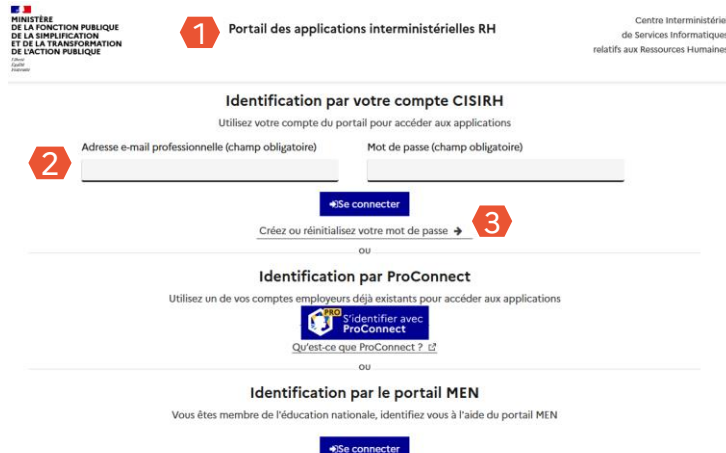 MINISTÈRE
DE LA FONCTION PUBLIQUE
DE LA SIMPLIFICATION
ET DE LA TRANSFORMATION
DE L'ACTION PUBLIQUE
Liberté
Égalité
Fraternité
1
Portail des applications interministérielles RH
Centre Interministérie
de Services Informatiques
relatifs aux Ressources Humaines
Identification par votre compte CISIRH
Utilisez votre compte du portail pour accéder aux applications
2
Adresse e-mail professionnelle (champ obligatoire)
Mot de passe (champ obligatoire)
Se connecter
Créez ou réinitialisez votre mot de passe →
3
ou
Identification par ProConnect
Utilisez un de vos comptes employeurs déjà existants pour accéder aux applications
PRO
S'identifier avec
ProConnect
Qu'est-ce que ProConnect ?
ou
Identification par le portail MEN
Vous êtes membre de l'éducation nationale, identifiez vous à l'aide du portail MEN
Se connecter